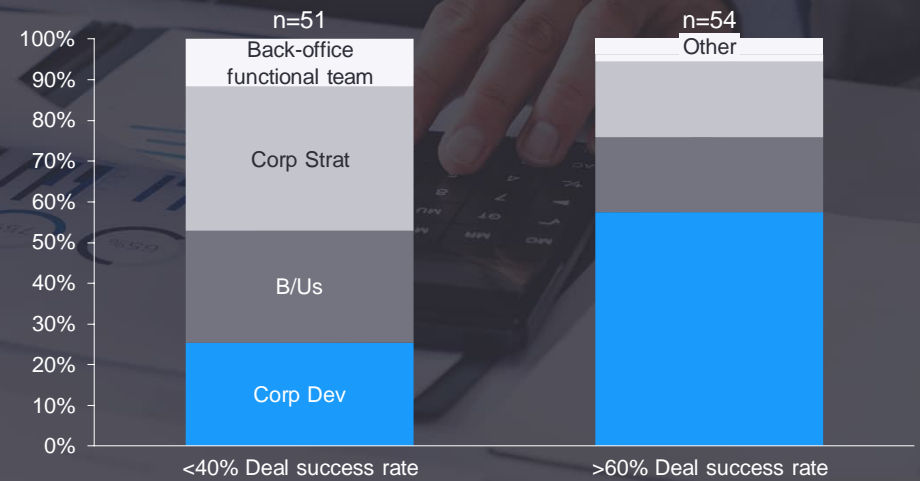 n=51
n=54
100%
90%
80%
70%
60%
50%
40%
30%
20%
10%
0%
Back-office
functional team
Corp Strat
B/Us
Corp Dev
Other
<40% Deal success rate
>60% Deal success rate
65%